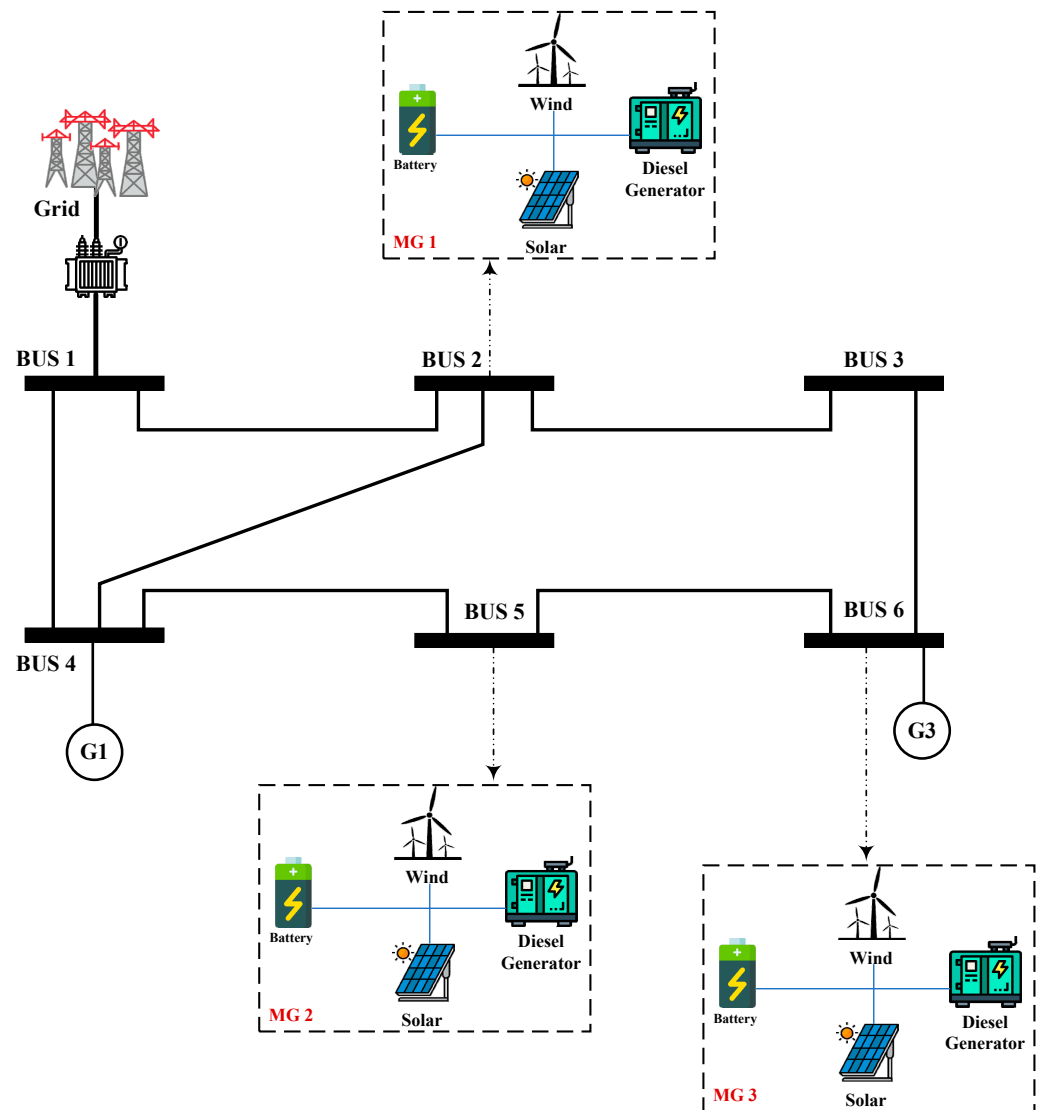 Wind
Battery
Diesel
Generator
Solar
MG 1
Grid
BUS 1
BUS 2
BUS 3
BUS 4
BUS 5
BUS 6
G1
G3
Wind
Battery
Diesel
Generator
Solar
MG 2
Wind
Battery
Diesel
Generator
Solar
MG 3